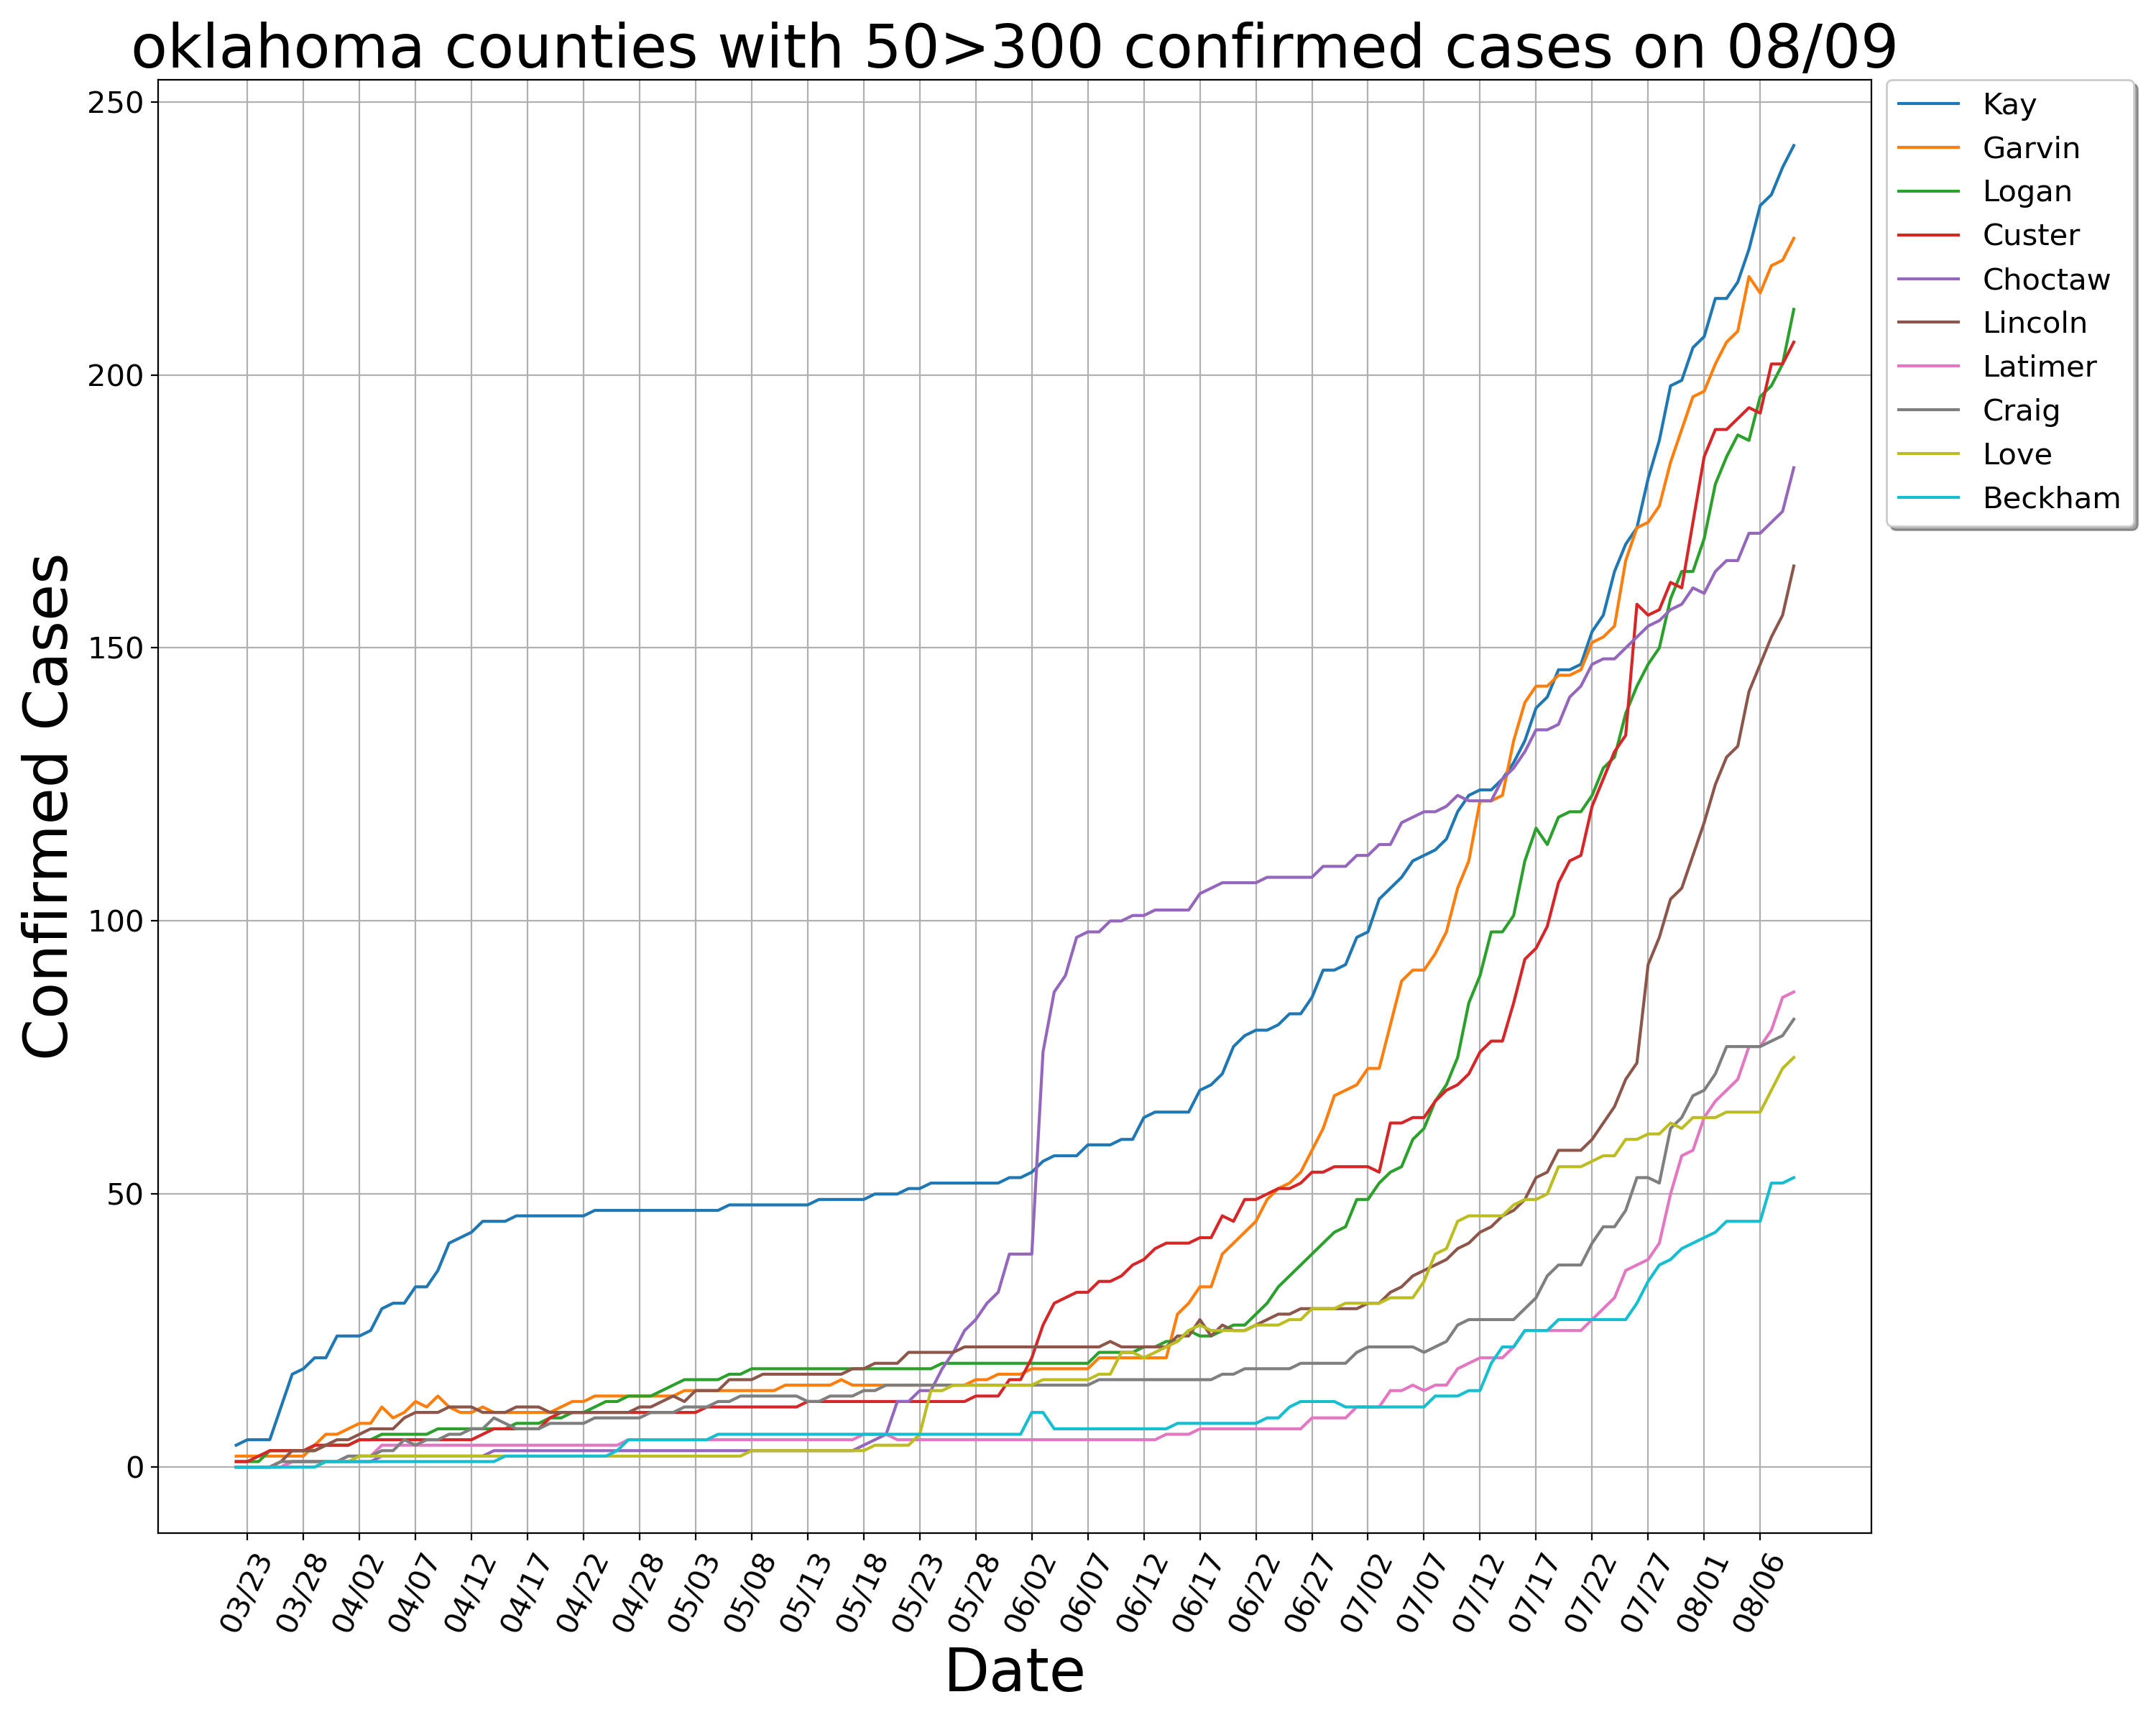 oklahoma counties with 50>300 confirmed cases on 08/09
Kay
Garvin
Logan
Custer
Choctaw
Lincoln
Latimer
Craig
Love
Beckham
Confirmed Cases
250
200
150
100
50
0
03/23
03/28
04/02
04/07
04/12
04/17
04/22
04/28
05/03
05/08
05/13
05/18
05/23
05/28
06/02
06/07
06/12
06/17
06/22
06/27
07/02
07/07
07/12
07/17
07/22
07/27
08/01
08/06
Date